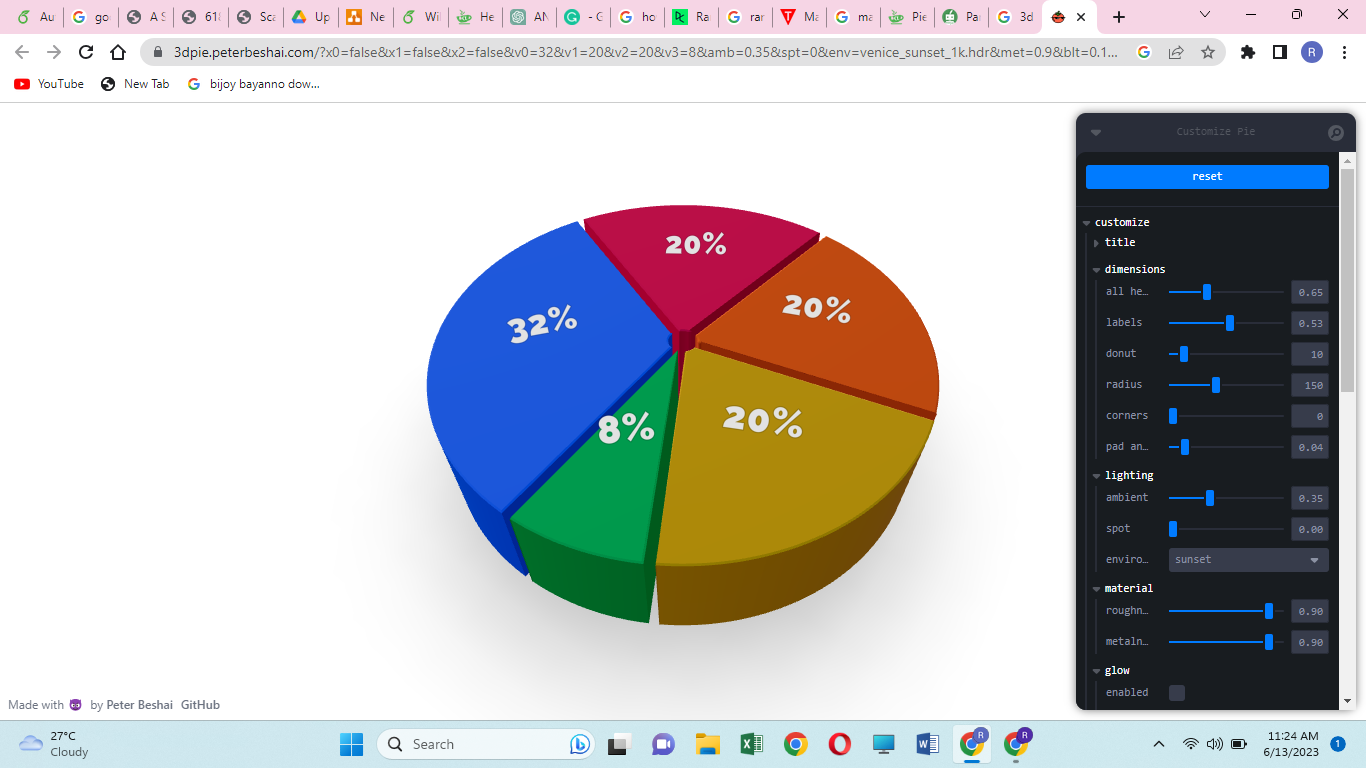 Au
go
A S
618
Sca
Up
Ne
Wil
He
AN
- G
ho
Ra
rar
Ma
ma
Pie
Par
3d
3dpie.peterbeshai.com/?x0=false&x1=false&x2=false&v0=32&v1=20&v2=20&v3=8&amb=0.35&spt=0&env=venice_sunset_1k.hdr&met=0.9&blt=0.1...
R
YouTube
New Tab
bijoy bayanno dow...
Customize Pie
reset
customize
title
dimensions
all he… 0.65
labels 0.53
donut 10
radius 150
corners 0
pad an… 0.04
lighting
ambient 0.35
spot 0.00
enviro… sunset
material
roughn… 0.90
metaln… 0.90
glow
enabled
20%
20%
32%
20%
8%
Made with 😈 by Peter Beshai GitHub
27°C
Cloudy
Search
R
R
11:24 AM
6/13/2023
1